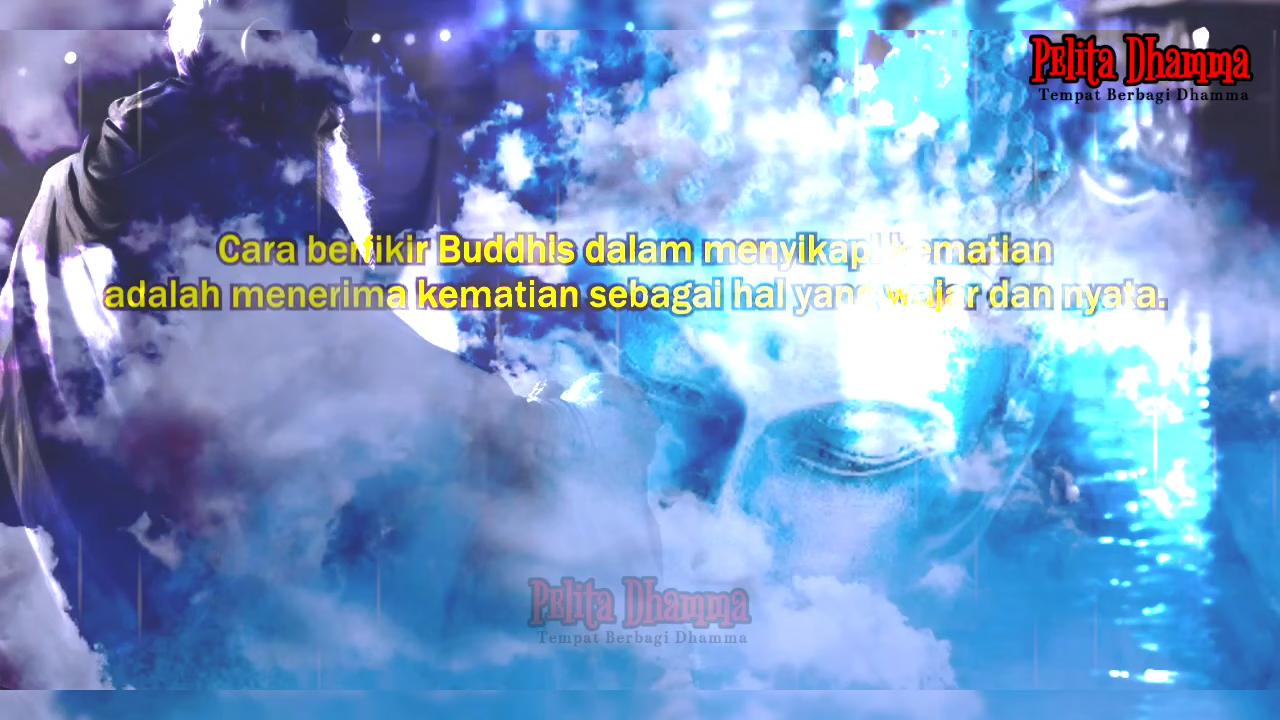 Pelita Dhamma
Tempat Berbagi Dhamma
Cara berfikir Buddhis dalam menyikapi kematian
adalah menerima kematian sebagai hal yang wajar dan nyata.
Pelita Dhamma
Tempat Berbagi Dhamma